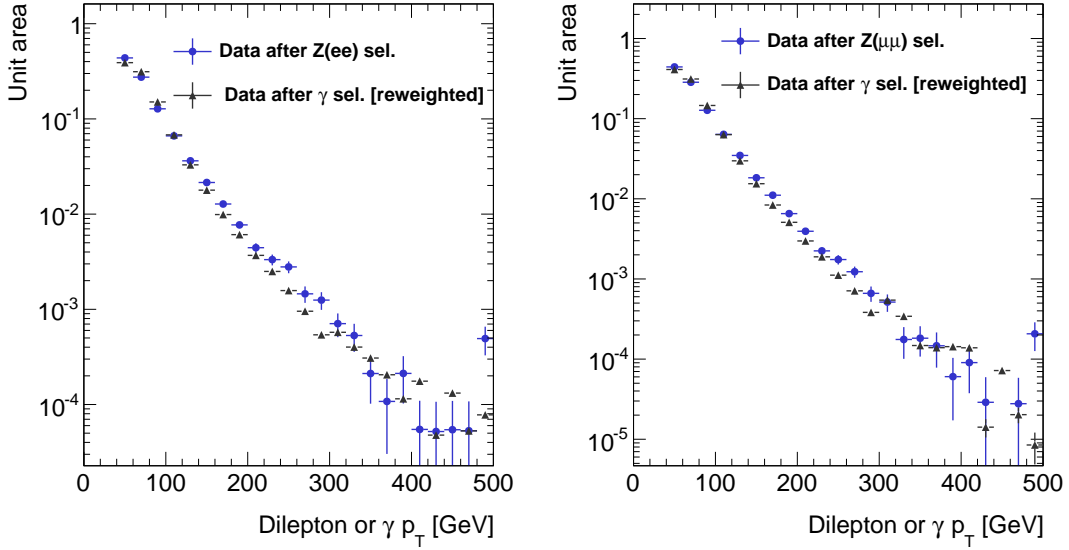 Unit area
1
10⁻¹
10⁻²
10⁻³
10⁻⁴
Data after Z(ee) sel.
Data after γ sel. [reweighted]
0 100 200 300 400 500
Dilepton or γ p_T [GeV]
Unit area
1
10⁻¹
10⁻²
10⁻³
10⁻⁴
10⁻⁵
Data after Z(μμ) sel.
Data after γ sel. [reweighted]
0 100 200 300 400 500
Dilepton or γ p_T [GeV]